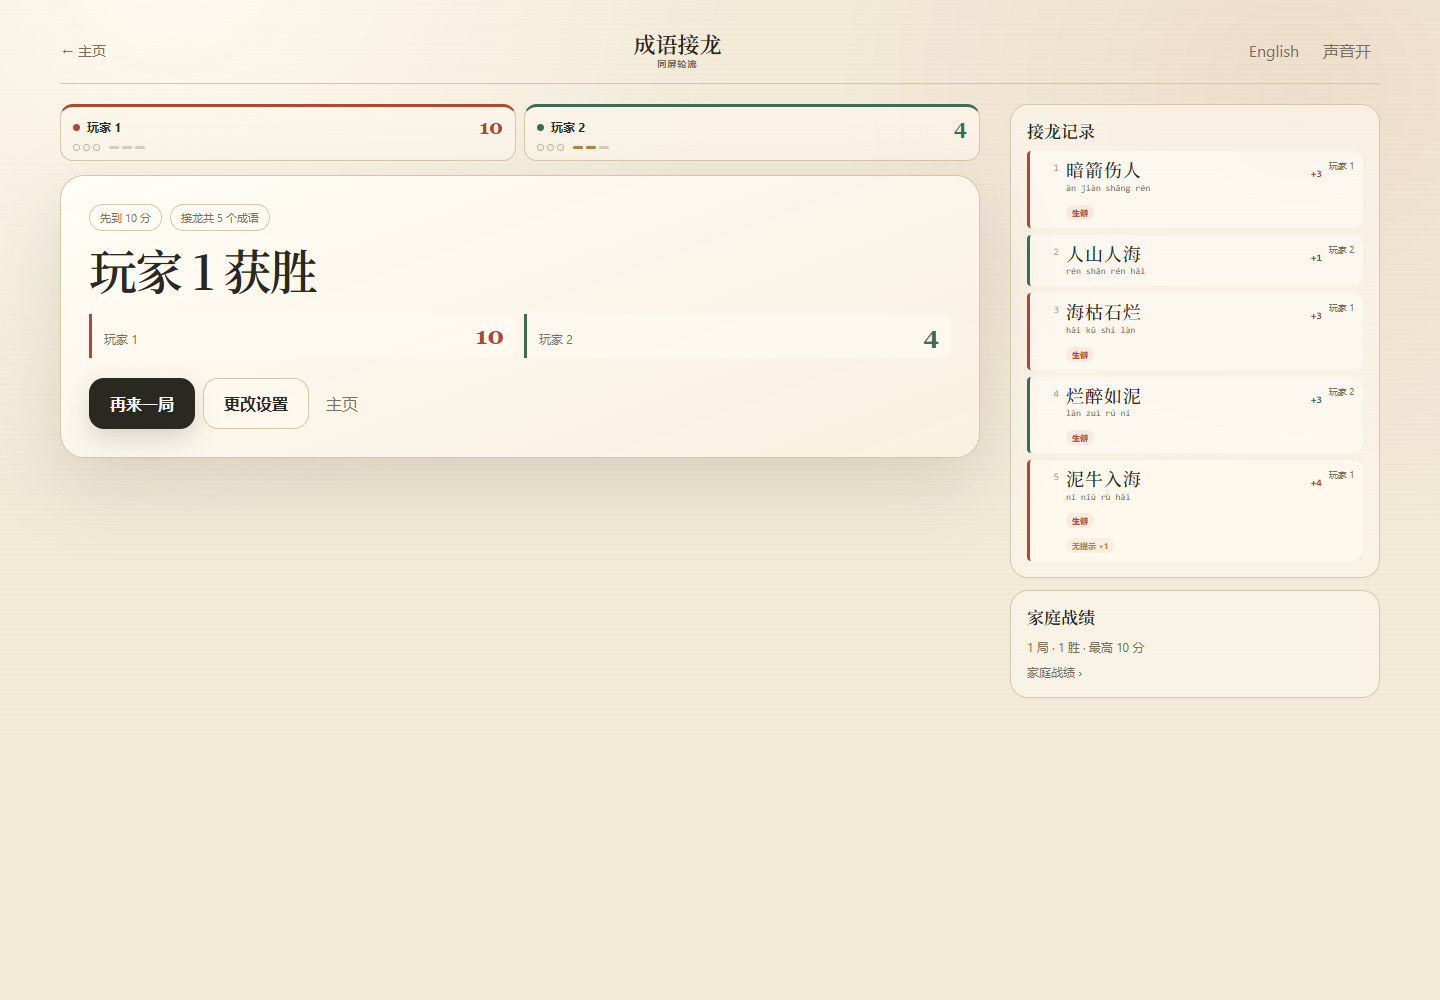 ← 主页
成语接龙
同屏轮流
English 声音开
玩家 1 10
玩家 2 4
先到 10 分 接龙共 5 个成语
玩家 1 获胜
玩家 1 10
玩家 2 4
再来一局 更改设置 主页
接龙记录
1 暗箭伤人 +3 玩家 1
àn jiàn shāng rén
生僻
2 人山人海 +1 玩家 2
rén shān rén hǎi
3 海枯石烂 +3 玩家 1
hǎi kū shí làn
生僻
4 烂醉如泥 +3 玩家 2
làn zuì rú ní
生僻
5 泥牛入海 +4 玩家 1
ní niú rù hǎi
生僻
无提示 +1
家庭战绩
1 局 · 1 胜 · 最高 10 分
家庭战绩 ›